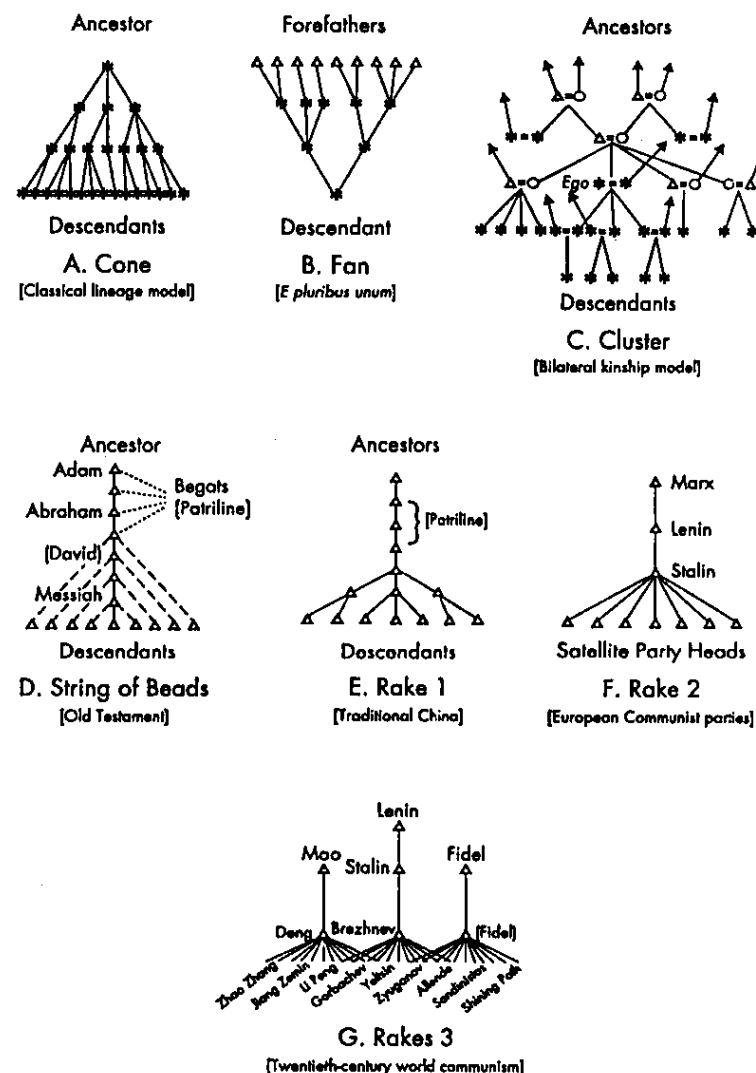 Ancestor
Descendants
A. Cone
[Classical lineage model]
Forefathers
Descendant
B. Fan
[E pluribus unum]
Ancestors
Ego
Descendants
C. Cluster
[Bilateral kinship model]
Ancestor
Adam
Begats
[Patriline]
Abraham
(David)
Messiah
Descendants
D. String of Beads
[Old Testament]
Ancestors
[Patriline]
Descendants
E. Rake 1
[Traditional China]
Marx
Lenin
Stalin
Satellite Party Heads
F. Rake 2
[European Communist parties]
Lenin
Mao
Stalin
Fidel
Deng
Brezhnev
(Fidel)
Zhao Zhang
Jiang Zemin
Li Peng
Gorbachev
Yeltsin
Zyuganov
Allende
Sandinistas
Shining Path
G. Rakes 3
[Twentieth-century world communism]